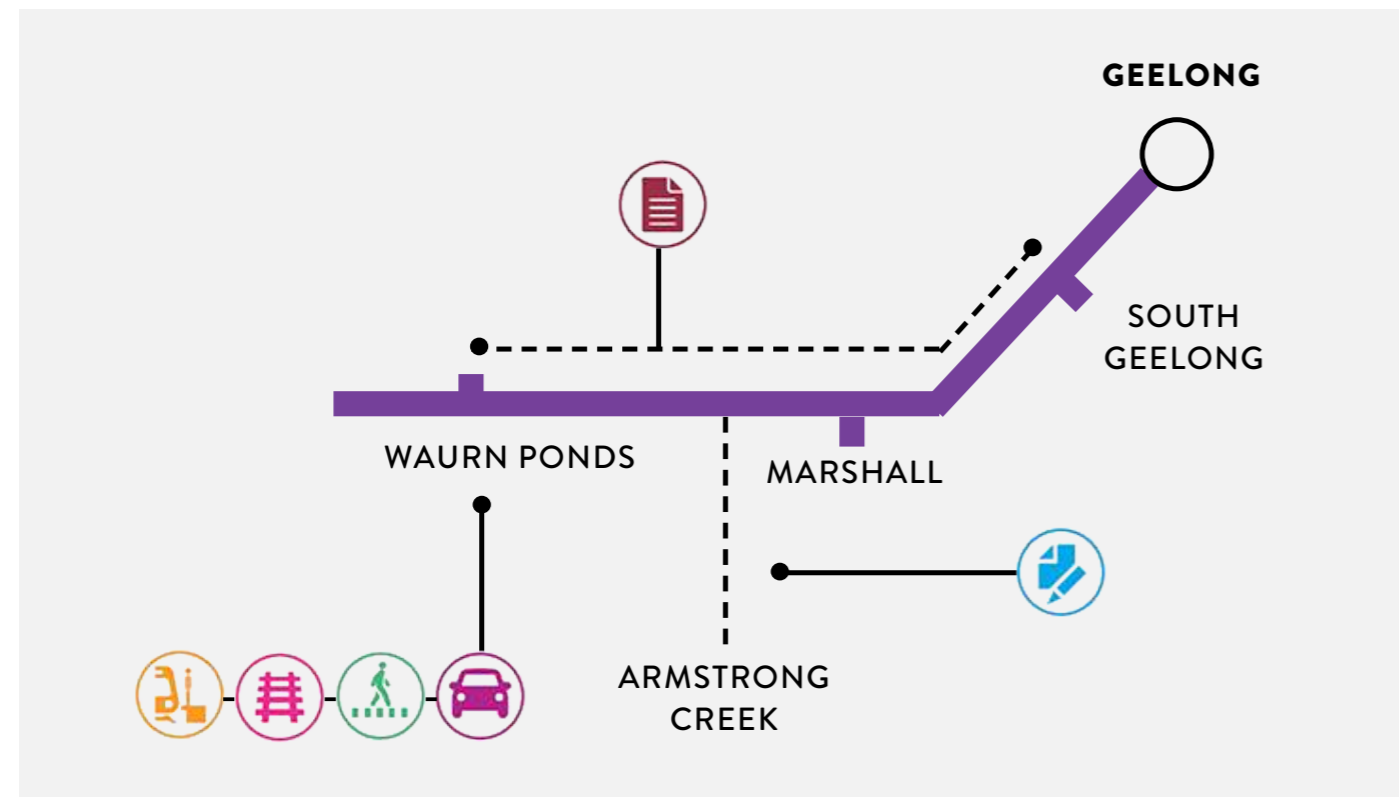 GEELONG
SOUTH
GEELONG
WAURN PONDS
MARSHALL
ARMSTRONG
CREEK